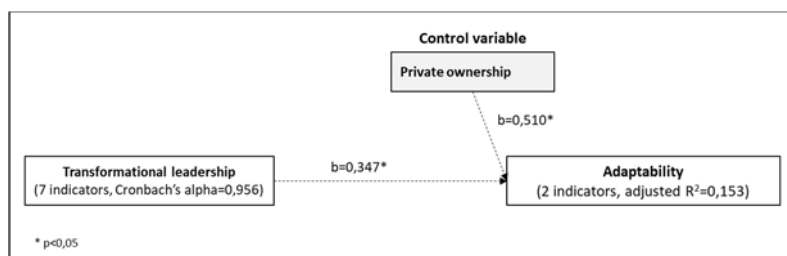 Control variable
Private ownership
b=0,510*
b=0,347*
Transformational leadership
(7 indicators, Cronbach's alpha=0,956)
Adaptability
(2 indicators, adjusted R²=0,153)
* p<0,05